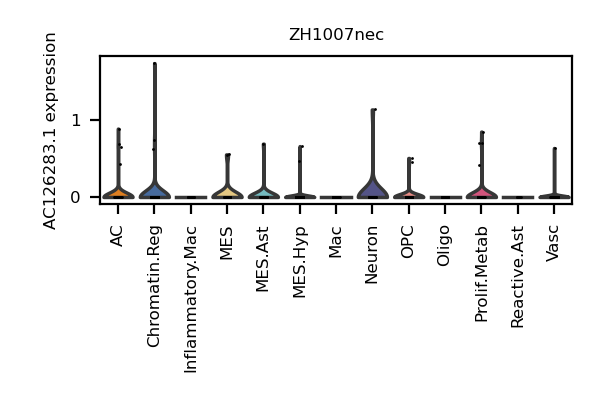 ZH1007nec
AC126283.1 expression
1
0
AC
Chromatin.Reg
Inflammatory.Mac
MES
MES.Ast
MES.Hyp
Mac
Neuron
OPC
Oligo
Prolif.Metab
Reactive.Ast
Vasc